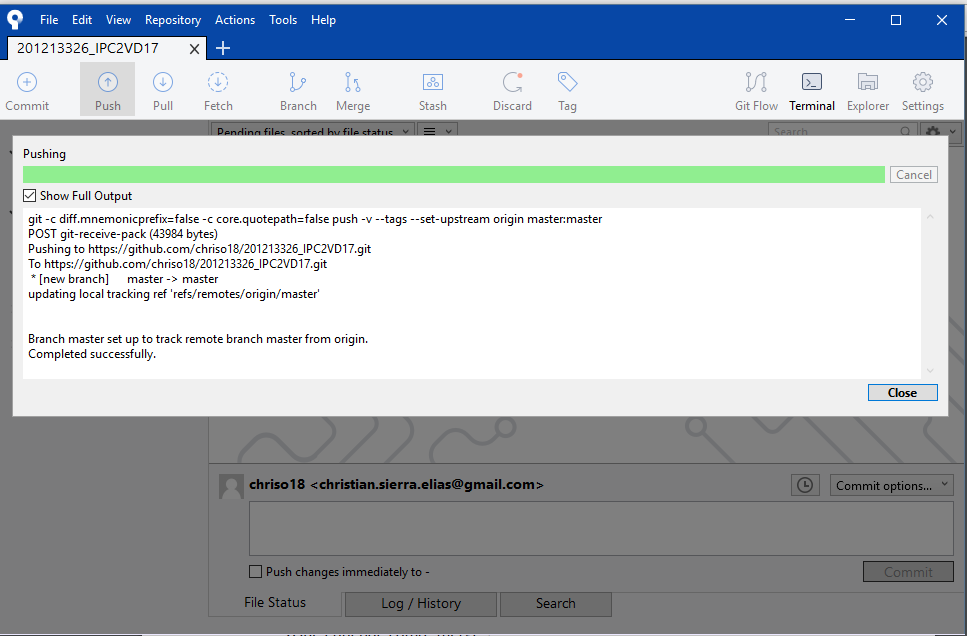 File Edit View Repository Actions Tools Help
201213326_IPC2VD17
Commit Push Pull Fetch Branch Merge Stash Discard Tag Git Flow Terminal Explorer Settings
Pending files, sorted by file status Search
Pushing
Cancel
Show Full Output
git -c diff.mnemonicprefix=false -c core.quotepath=false push -v --tags --set-upstream origin master:master
POST git-receive-pack (43984 bytes)
Pushing to https://github.com/chriso18/201213326_IPC2VD17.git
To https://github.com/chriso18/201213326_IPC2VD17.git
* [new branch] master -> master
updating local tracking ref 'refs/remotes/origin/master'
Branch master set up to track remote branch master from origin.
Completed successfully.
Close
chriso18 <christian.sierra.elias@gmail.com>
Commit options...
Push changes immediately to -
Commit
File Status Log / History Search